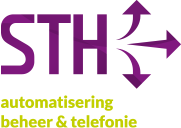 STH
automatisering
beheer & telefonie